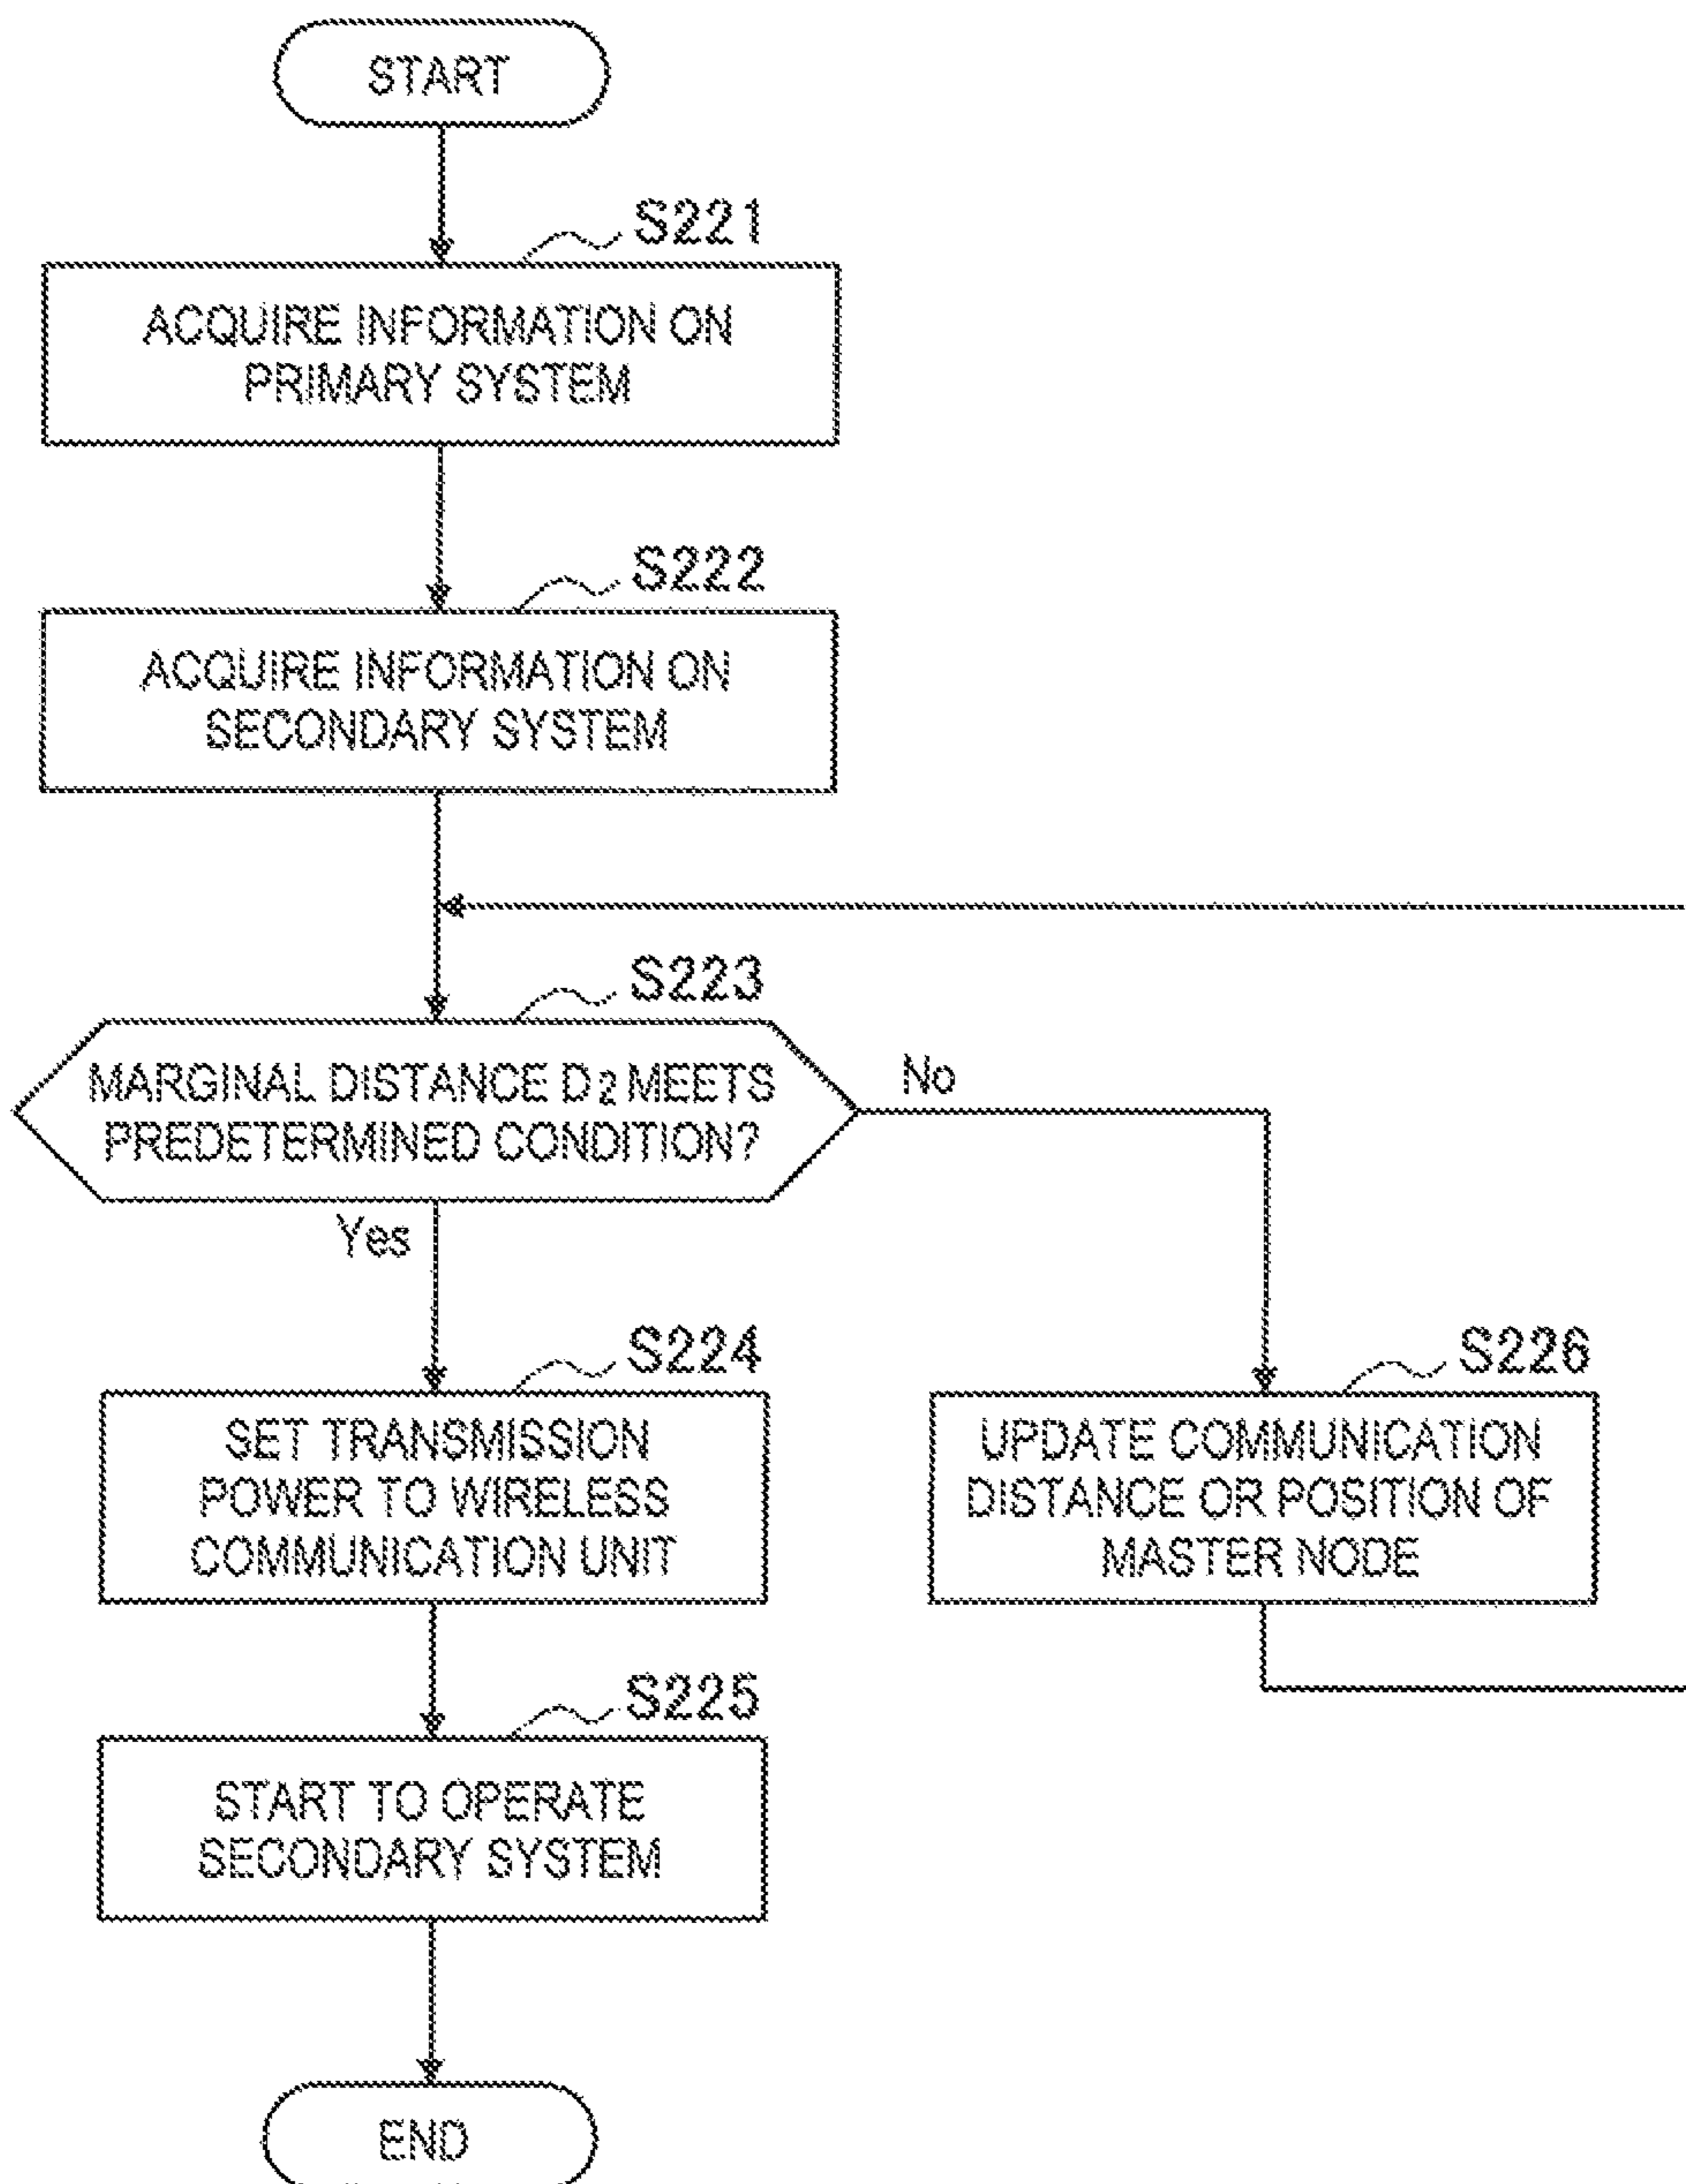 START
S221
ACQUIRE INFORMATION ON
PRIMARY SYSTEM
S222
ACQUIRE INFORMATION ON
SECONDARY SYSTEM
S223
MARGINAL DISTANCE D2 MEETS
PREDETERMINED CONDITION?
No
Yes
S224
SET TRANSMISSION
POWER TO WIRELESS
COMMUNICATION UNIT
S226
UPDATE COMMUNICATION
DISTANCE OR POSITION OF
MASTER NODE
S225
START TO OPERATE
SECONDARY SYSTEM
END